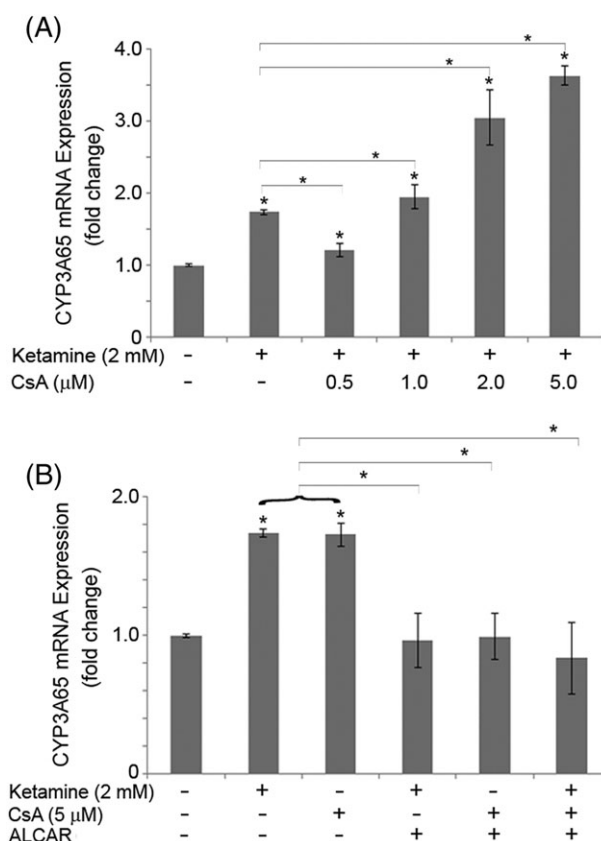 (A)
CYP3A65 mRNA Expression
(fold change)
4.0
3.0
2.0
1.0
0
* * * * * * * * *
Ketamine (2 mM) - + + + + +
CsA (μM) - - 0.5 1.0 2.0 5.0
(B)
CYP3A65 mRNA Expression
(fold change)
2.0
1.0
0
* * * * *
Ketamine (2 mM) - + - + - +
CsA (5 μM) - - + - + +
ALCAR - - - + + +